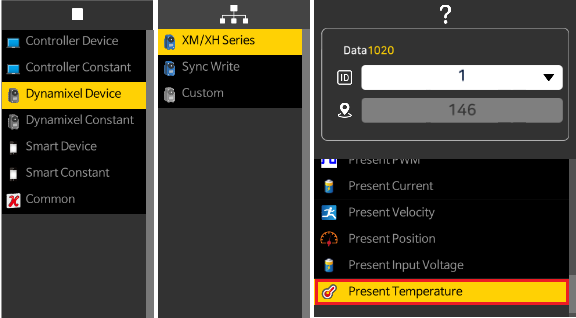 Controller Device
Controller Constant
Dynamixel Device
Dynamixel Constant
Smart Device
Smart Constant
Common
XM/XH Series
Sync Write
Custom
?
Data1020
ID 1
146
Present PWM
Present Current
Present Velocity
Present Position
Present Input Voltage
Present Temperature